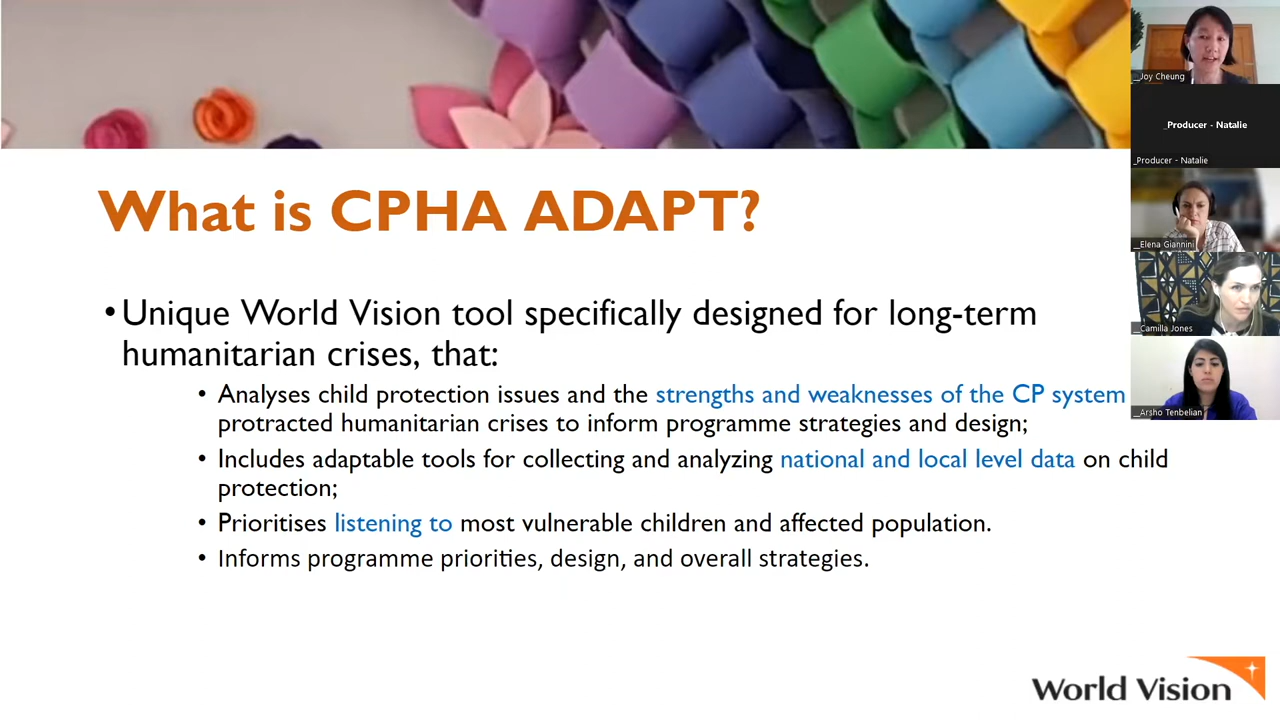 What is CPHA ADAPT?
• Unique World Vision tool specifically designed for long-term
humanitarian crises, that:
• Analyses child protection issues and the strengths and weaknesses of the CP system
protracted humanitarian crises to inform programme strategies and design;
• Includes adaptable tools for collecting and analyzing national and local level data on child
protection;
• Prioritises listening to most vulnerable children and affected population.
• Informs programme priorities, design, and overall strategies.
World Vision
_Joy Cheung
_Producer - Natalie
_Producer - Natalie
_Elena Giannini
_Camilla Jones
_Arsho Tenbelian